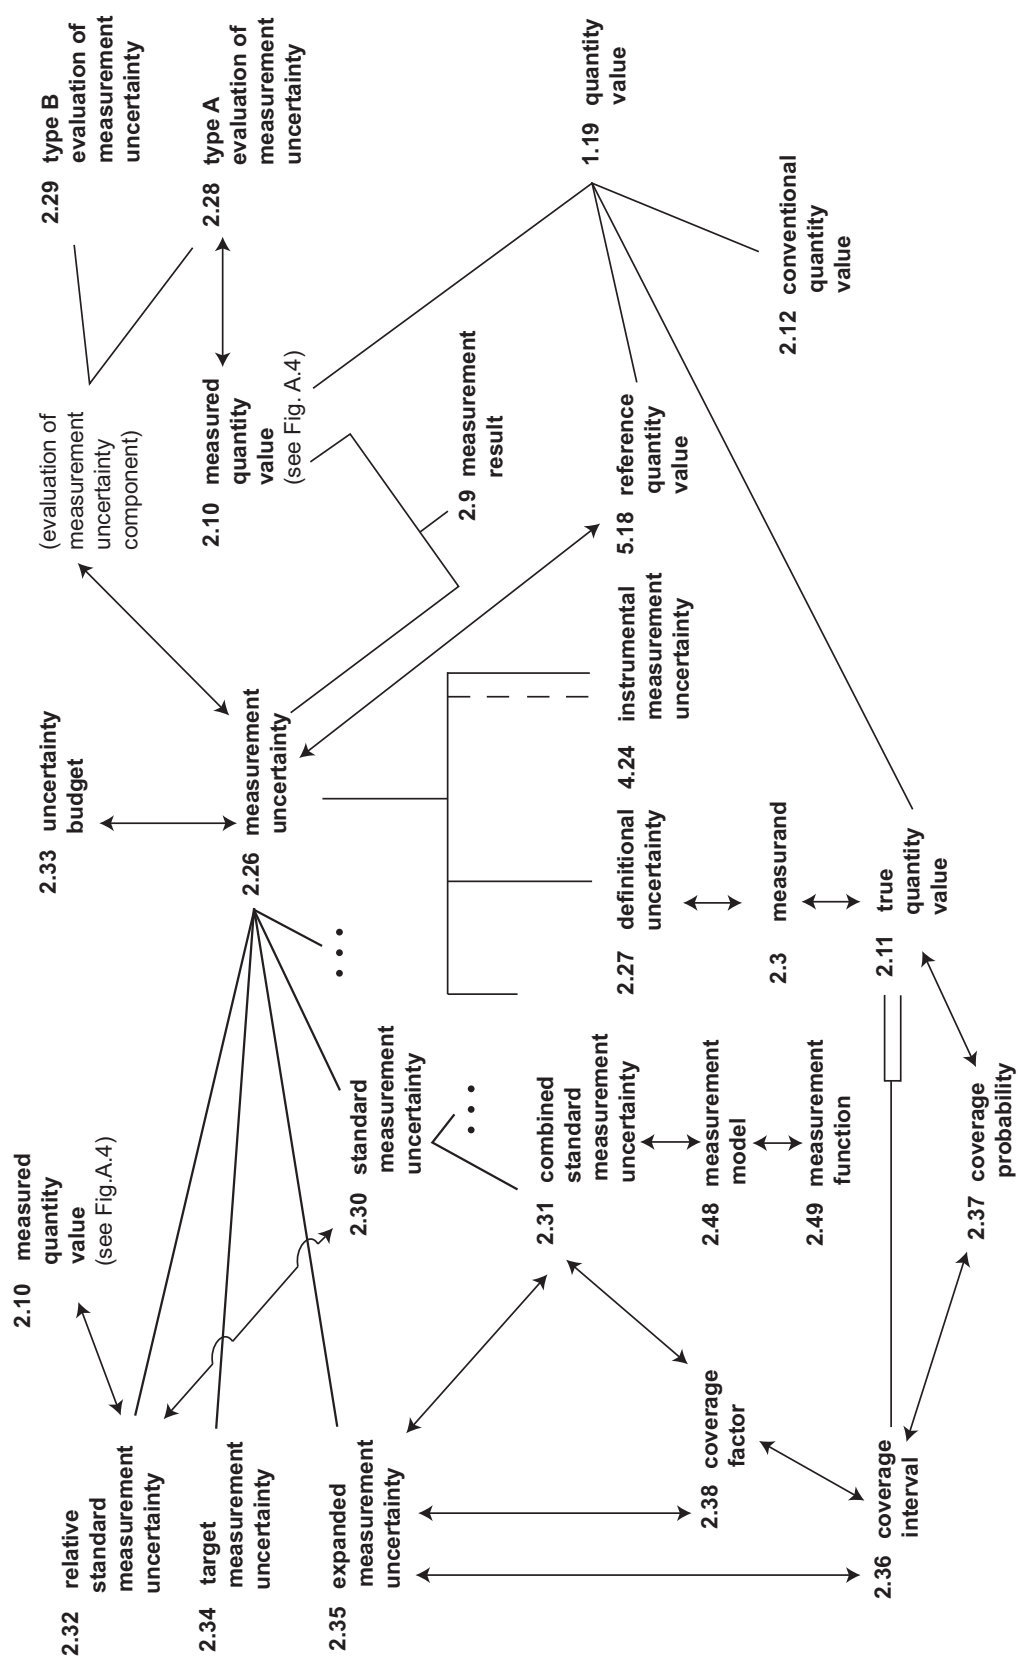 2.32 relative
standard
measurement
uncertainty
2.10 measured
quantity
value
(see Fig.A.4)
2.33 uncertainty
budget
(evaluation of
measurement
uncertainty
component)
2.29 type B
evaluation of
measurement
uncertainty
2.34 target
measurement
uncertainty
2.26 measurement
uncertainty
2.10 measured
quantity
value
(see Fig. A.4)
2.28 type A
evaluation of
measurement
uncertainty
2.35 expanded
measurement
uncertainty
2.30 standard
measurement
uncertainty
• • •
2.9 measurement
result
• • •
2.31 combined
standard
measurement
uncertainty
2.27 definitional
uncertainty
4.24 instrumental
measurement
uncertainty
5.18 reference
quantity
value
1.19 quantity
value
2.38 coverage
factor
2.48 measurement
model
2.3 measurand
2.12 conventional
quantity
value
2.49 measurement
function
2.36 coverage
interval
2.11 true
quantity
value
2.37 coverage
probability